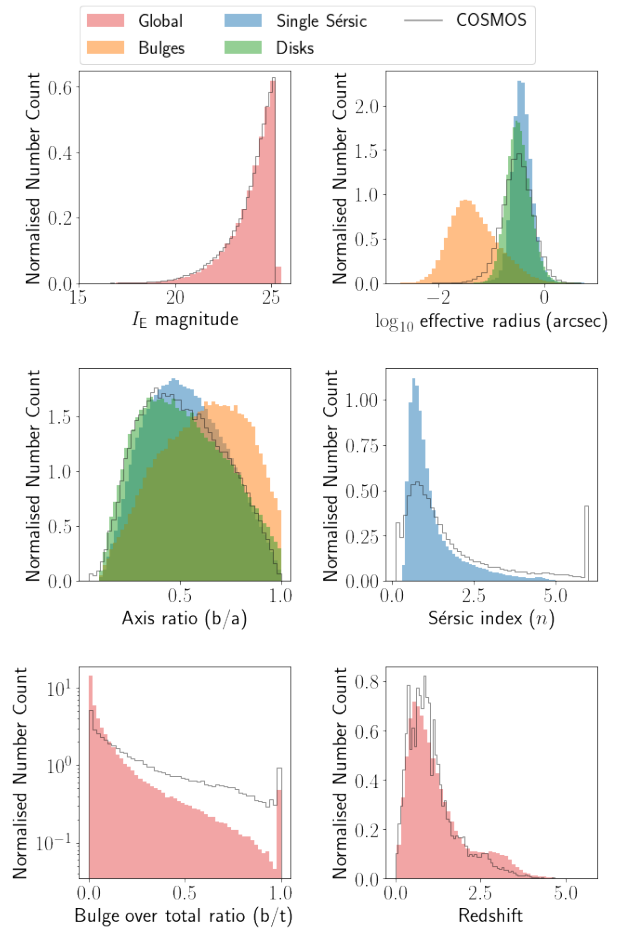 Global Single Sérsic COSMOS
Bulges Disks
Normalised Number Count
0.6
0.4
0.2
0.0
15 20 25
I_E magnitude
Normalised Number Count
2.0
1.5
1.0
0.5
0.0
−2 0
log₁₀ effective radius (arcsec)
Normalised Number Count
1.5
1.0
0.5
0.0
0.5 1.0
Axis ratio (b/a)
Normalised Number Count
1.00
0.75
0.50
0.25
0.00
0.0 2.5 5.0
Sérsic index (n)
Normalised Number Count
10¹
10⁰
10⁻¹
0.0 0.5 1.0
Bulge over total ratio (b/t)
Normalised Number Count
0.8
0.6
0.4
0.2
0.0
0.0 2.5 5.0
Redshift